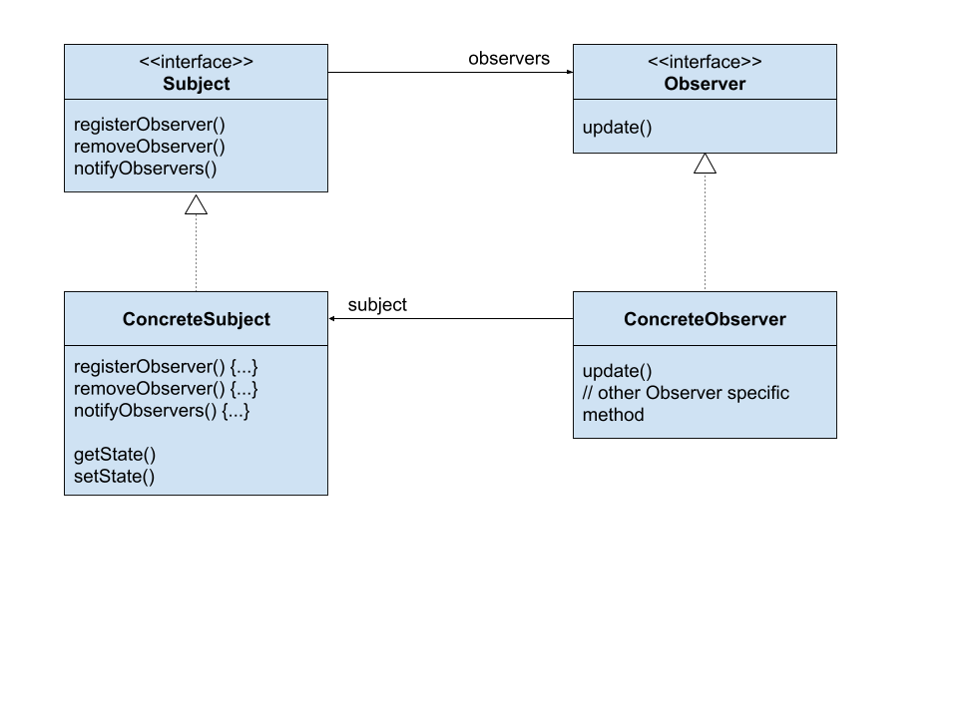 <<interface>>
Subject
registerObserver()
removeObserver()
notifyObservers()
observers
<<interface>>
Observer
update()
ConcreteSubject
registerObserver() {...}
removeObserver() {...}
notifyObservers() {...}
getState()
setState()
subject
ConcreteObserver
update()
// other Observer specific
method